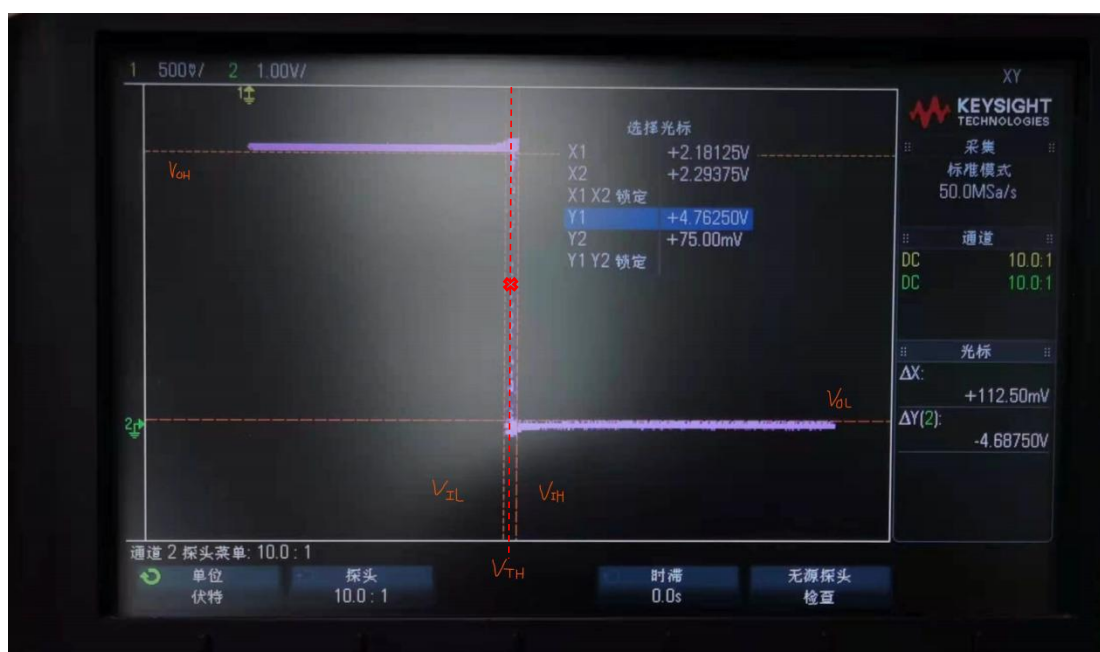 1 500▽/ 2 1.00V/
XY
KEYSIGHT
TECHNOLOGIES
1
选择光标
X1 +2.18125V
X2 +2.29375V
X1 X2 锁定
Y1 +4.76250V
Y2 +75.00mV
Y1 Y2 锁定
采集
标准模式
50.0MSa/s
通道
DC 10.0:1
DC 10.0:1
光标
ΔX:
+112.50mV
ΔY(2):
-4.68750V
VOH
VOL
2
VIL
VIH
VTH
通道 2 探头菜单: 10.0 : 1
单位
伏特
探头
10.0 : 1
时滞
0.0s
无源探头
检查